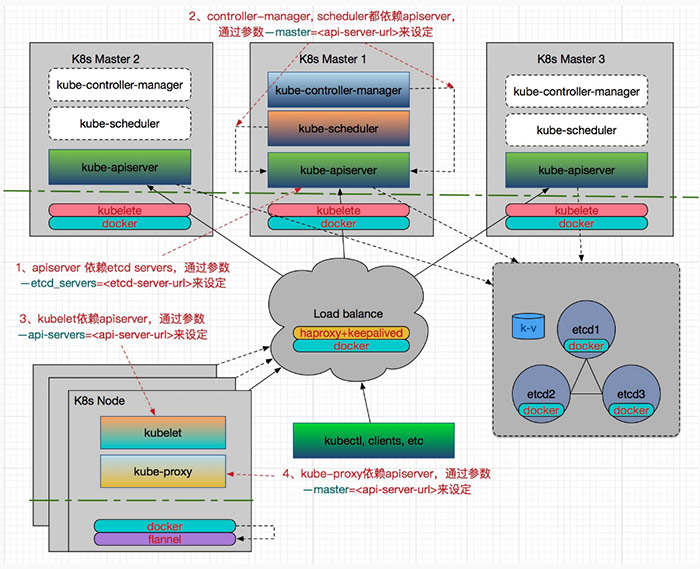 2、controller-manager, scheduler都依赖apiserver,
通过参数—master=<api-server-url>来设定
K8s Master 2
kube-controller-manager
kube-scheduler
kube-apiserver
kubelete
docker
K8s Master 1
kube-controller-manager
kube-scheduler
kube-apiserver
kubelete
docker
K8s Master 3
kube-controller-manager
kube-scheduler
kube-apiserver
kubelete
docker
1、apiserver 依赖etcd servers，通过参数
—etcd_servers=<etcd-server-url>来设定
3、kubelet依赖apiserver，通过参数
—api-servers=<api-server-url>来设定
Load balance
haproxy+keepalived
docker
k-v
etcd1
docker
etcd2
docker
etcd3
docker
K8s Node
kubelet
kube-proxy
docker
flannel
kubectl, clients, etc
4、kube-proxy依赖apiserver，通过参数
—master=<api-server-url>来设定